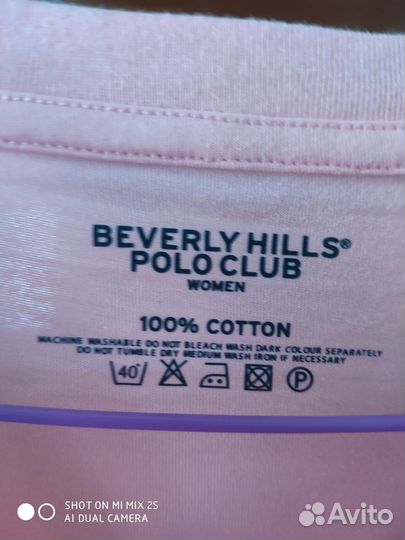 BEVERLY HILLS®
POLO CLUB
WOMEN
100% COTTON
MACHINE WASHABLE DO NOT BLEACH WASH DARK COLOUR SEPARATELY
DO NOT TUMBLE DRY MEDIUM WASH IRON IF NECESSARY
40° P
SHOT ON MI MIX 2S
AI DUAL CAMERA
Avito